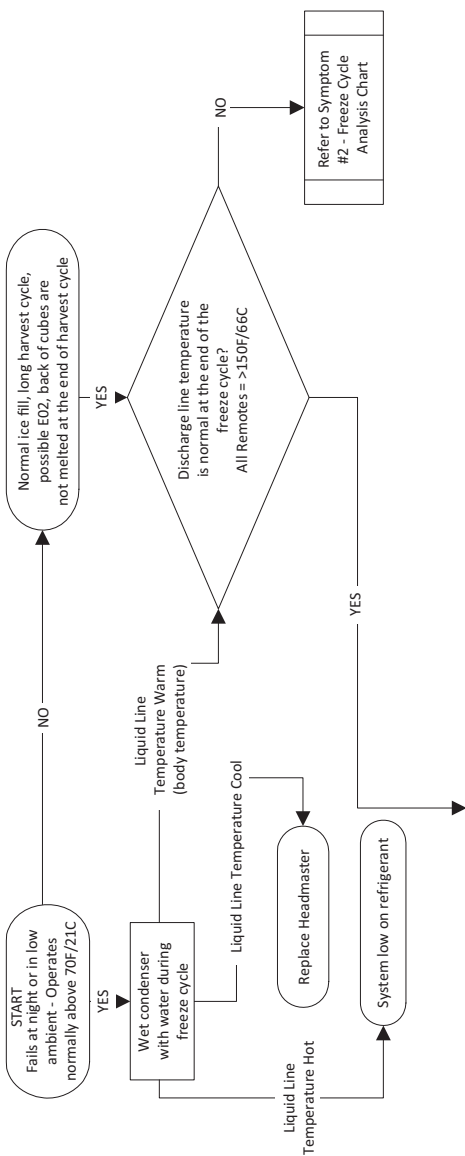 START
Fails at night or in low
ambient - Operates
normally above 70F/21C
NO
Normal ice fill, long harvest cycle,
possible E02, back of cubes are
not melted at the end of harvest cycle
YES
YES
Wet condenser
with water during
freeze cycle
Liquid Line
Temperature Warm
(body temperature)
Discharge line temperature
is normal at the end of the
freeze cycle?
All Remotes = >150F/66C
NO
Refer to Symptom
#2 - Freeze Cycle
Analysis Chart
Liquid Line Temperature Cool
Replace Headmaster
Liquid Line
Temperature Hot
System low on refrigerant
YES